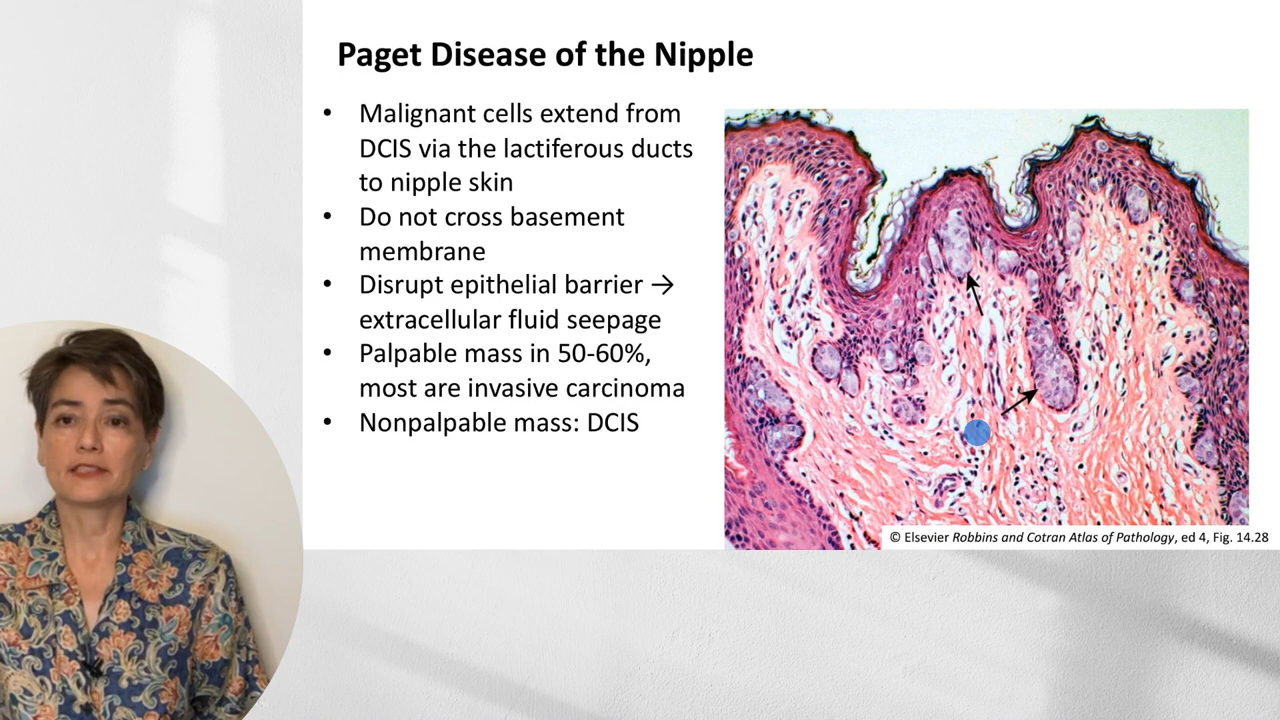 Paget Disease of the Nipple
• Malignant cells extend from
DCIS via the lactiferous ducts
to nipple skin
• Do not cross basement
membrane
• Disrupt epithelial barrier →
extracellular fluid seepage
• Palpable mass in 50-60%,
most are invasive carcinoma
• Nonpalpable mass: DCIS
© Elsevier Robbins and Cotran Atlas of Pathology, ed 4, Fig. 14.28